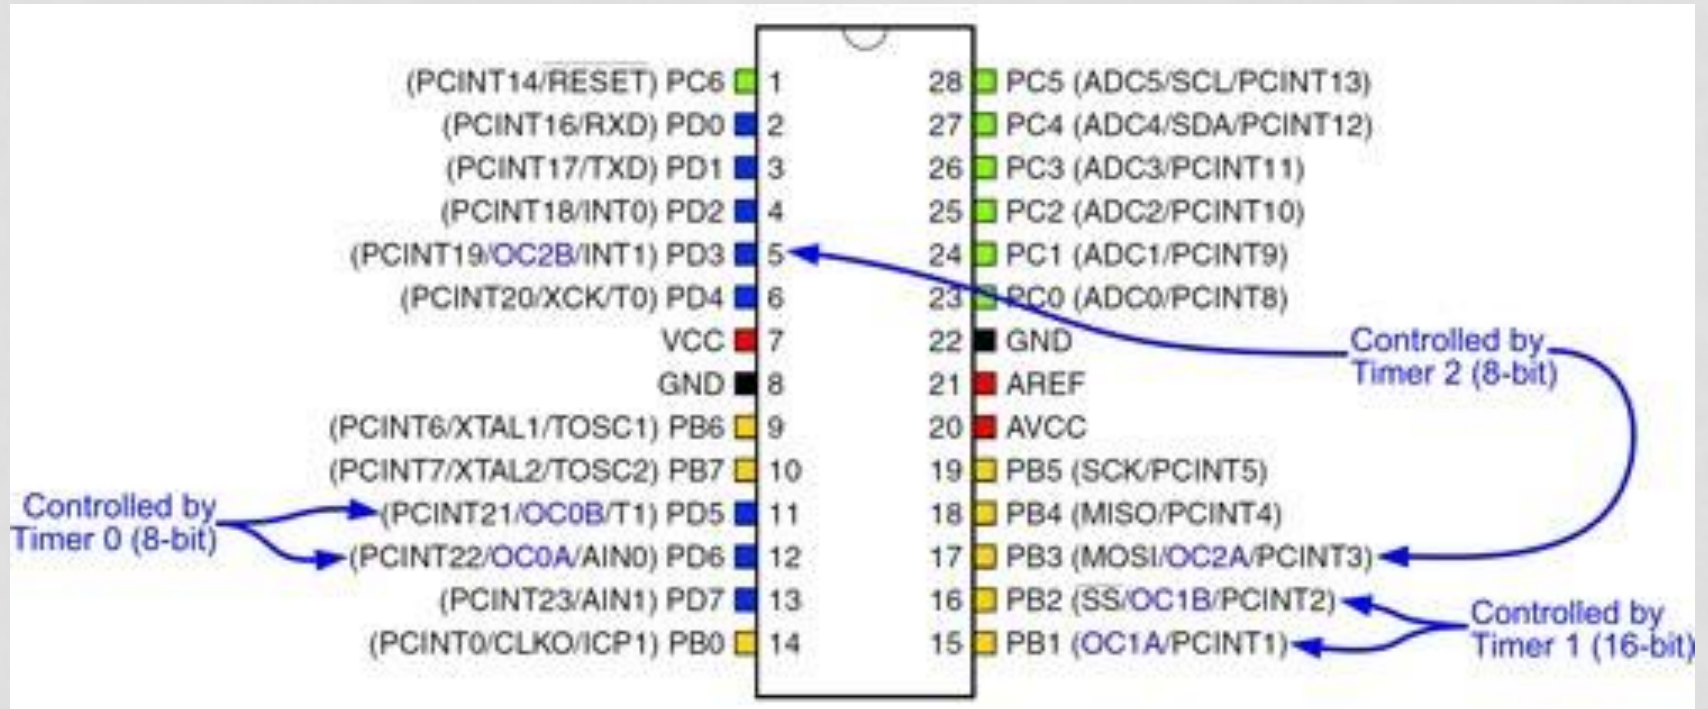 (PCINT14/RESET) PC6 1
(PCINT16/RXD) PD0 2
(PCINT17/TXD) PD1 3
(PCINT18/INT0) PD2 4
(PCINT19/OC2B/INT1) PD3 5
(PCINT20/XCK/T0) PD4 6
VCC 7
GND 8
(PCINT6/XTAL1/TOSC1) PB6 9
(PCINT7/XTAL2/TOSC2) PB7 10
(PCINT21/OC0B/T1) PD5 11
(PCINT22/OC0A/AIN0) PD6 12
(PCINT23/AIN1) PD7 13
(PCINT0/CLKO/ICP1) PB0 14
28 PC5 (ADC5/SCL/PCINT13)
27 PC4 (ADC4/SDA/PCINT12)
26 PC3 (ADC3/PCINT11)
25 PC2 (ADC2/PCINT10)
24 PC1 (ADC1/PCINT9)
23 PC0 (ADC0/PCINT8)
22 GND
21 AREF
20 AVCC
19 PB5 (SCK/PCINT5)
18 PB4 (MISO/PCINT4)
17 PB3 (MOSI/OC2A/PCINT3)
16 PB2 (SS/OC1B/PCINT2)
15 PB1 (OC1A/PCINT1)
Controlled by
Timer 0 (8-bit)
Controlled by
Timer 2 (8-bit)
Controlled by
Timer 1 (16-bit)